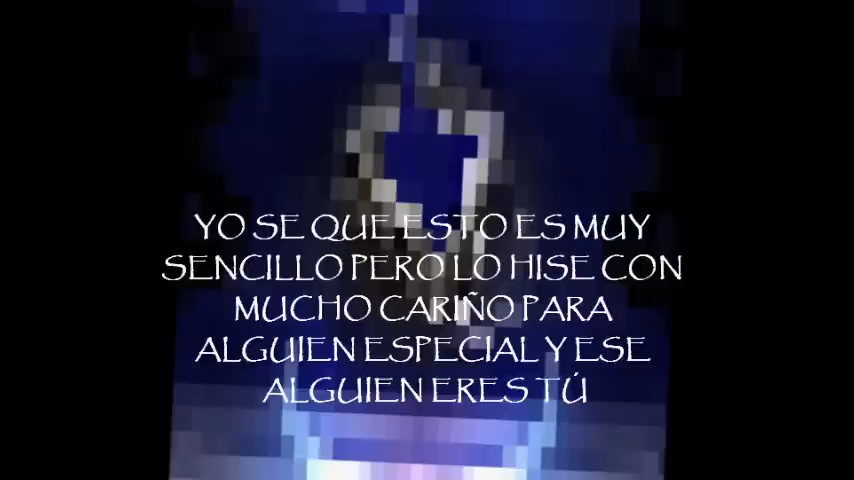 YO SE QUE ESTO ES MUY
SENCILLO PERO LO HISE CON
MUCHO CARIÑO PARA
ALGUIEN ESPECIAL Y ESE
ALGUIEN ERES TÚ